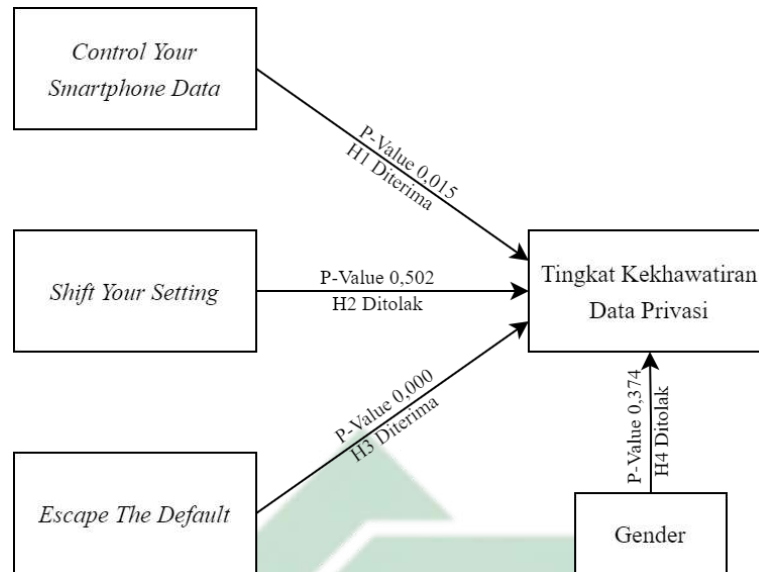 Control Your
Smartphone Data
P-Value 0,015
H1 Diterima
Shift Your Setting
P-Value 0,502
H2 Ditolak
Tingkat Kekhawatiran
Data Privasi
Escape The Default
P-Value 0,000
H3 Diterima
P-Value 0,374
H4 Ditolak
Gender